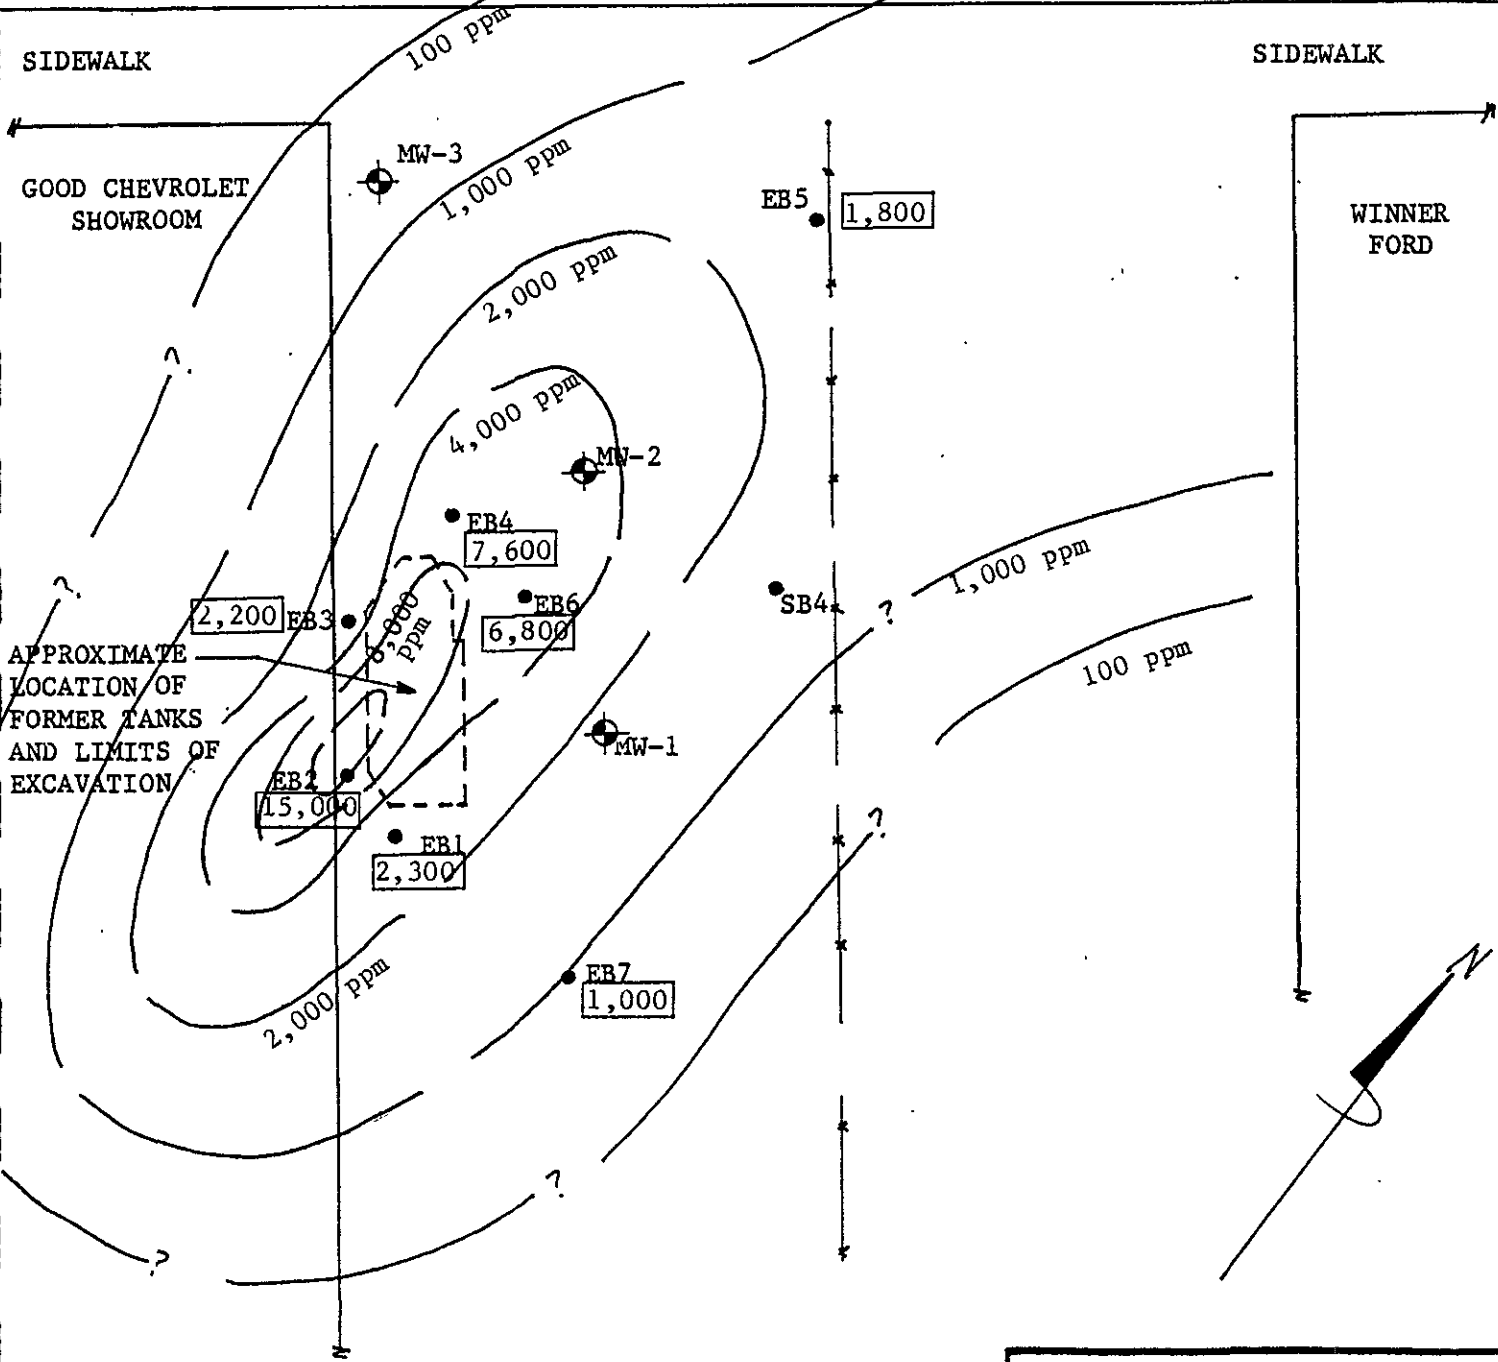 100 ppm
SIDEWALK
SIDEWALK
MW-3
1,000 ppm
GOOD CHEVROLET
SHOWROOM
EB5
1,800
WINNER
FORD
2,000 ppm
?
4,000 ppm
MW-2
EB4
7,600
1,000 ppm
?
2,200
EB3
8,000
ppm
EB6
6,800
SB4
?
100 ppm
APPROXIMATE
LOCATION OF
FORMER TANKS
AND LIMITS OF
EXCAVATION
MW-1
EB2
15,000
EB1
2,300
?
2,000 ppm
EB7
1,000
N
?
?